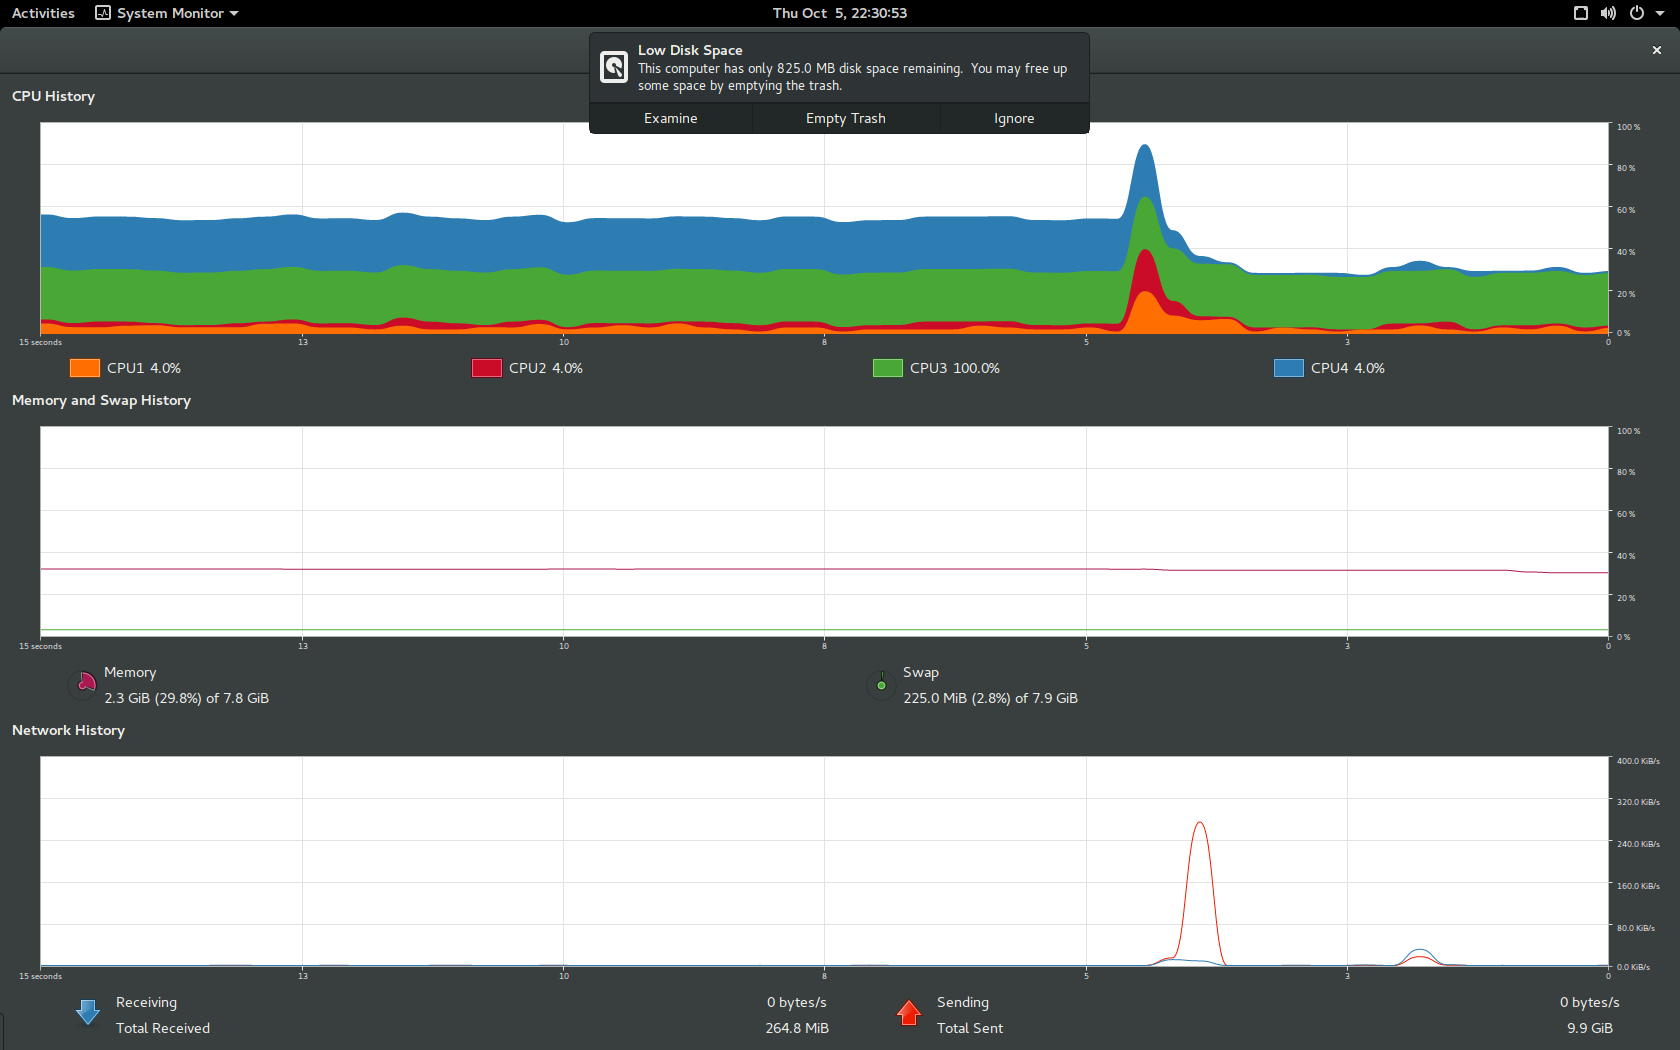 Activities System Monitor Thu Oct 5, 22:30:53
Low Disk Space
This computer has only 825.0 MB disk space remaining. You may free up
some space by emptying the trash.
Examine Empty Trash Ignore
CPU History
100 %
80 %
60 %
40 %
20 %
0 %
15 seconds 13 10 8 5 3 0
CPU1 4.0% CPU2 4.0% CPU3 100.0% CPU4 4.0%
Memory and Swap History
100 %
80 %
60 %
40 %
20 %
0 %
15 seconds 13 10 8 5 3 0
Memory Swap
2.3 GiB (29.8%) of 7.8 GiB 225.0 MiB (2.8%) of 7.9 GiB
Network History
400.0 KiB/s
320.0 KiB/s
240.0 KiB/s
160.0 KiB/s
80.0 KiB/s
0.0 KiB/s
15 seconds 13 10 8 5 3 0
Receiving 0 bytes/s Sending 0 bytes/s
Total Received 264.8 MiB Total Sent 9.9 GiB